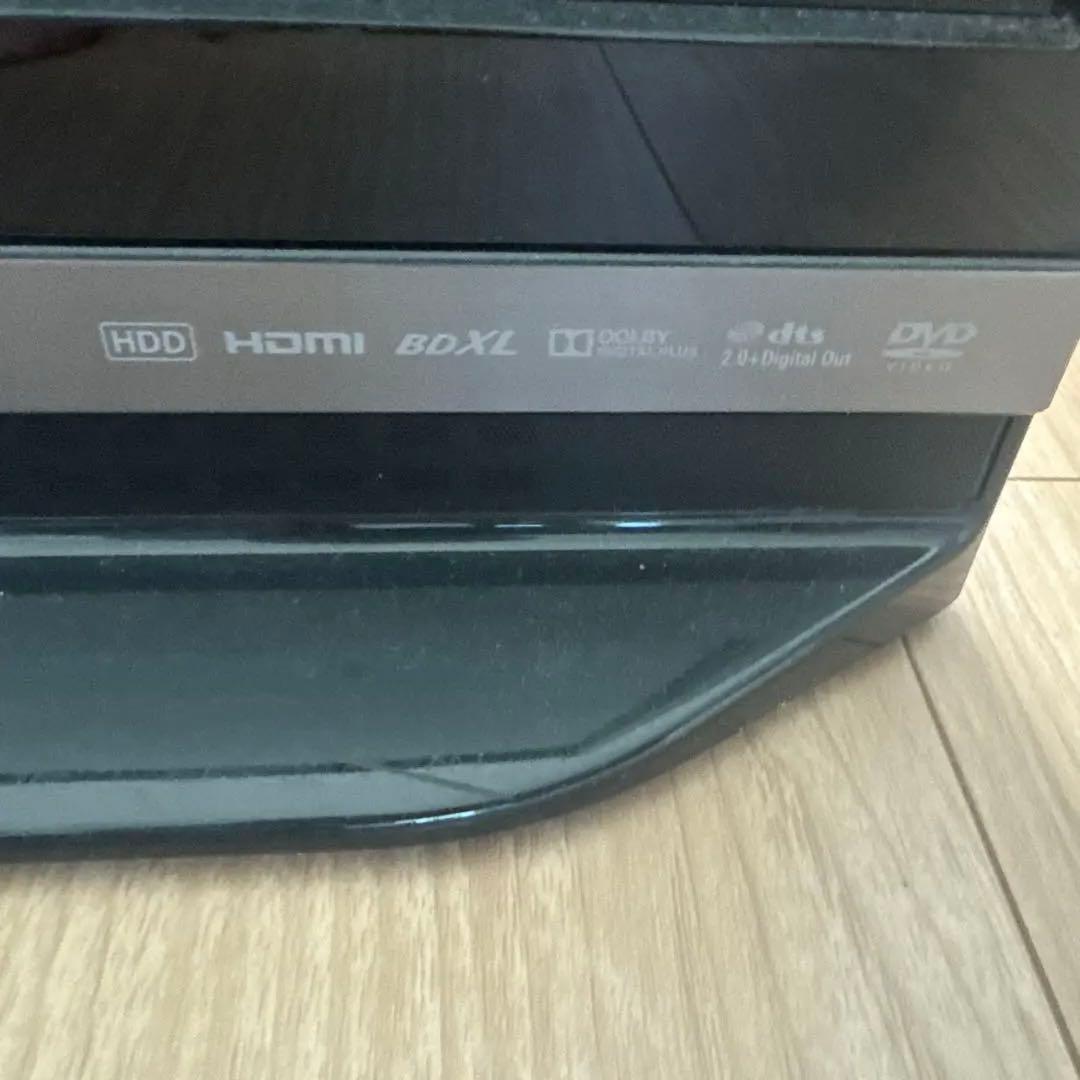 HDD HDMI BDXL DOLBY dts DVD
DIGITAL PLUS 2.0+Digital Out VIDEO